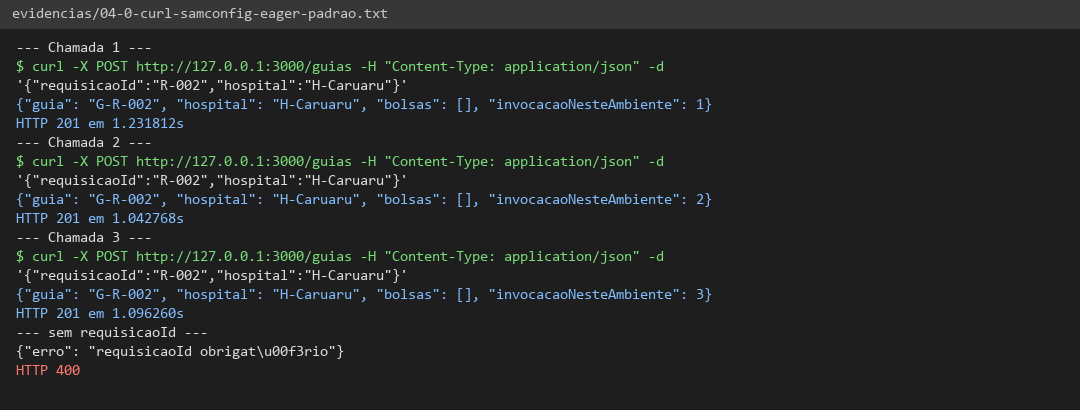 evidencias/04-0-curl-samconfig-eager-padrao.txt
--- Chamada 1 ---
$ curl -X POST http://127.0.0.1:3000/guias -H "Content-Type: application/json" -d
'{"requisicaoId":"R-002","hospital":"H-Caruaru"}'
{"guia": "G-R-002", "hospital": "H-Caruaru", "bolsas": [], "invocacaoNesteAmbiente": 1}
HTTP 201 em 1.231812s
--- Chamada 2 ---
$ curl -X POST http://127.0.0.1:3000/guias -H "Content-Type: application/json" -d
'{"requisicaoId":"R-002","hospital":"H-Caruaru"}'
{"guia": "G-R-002", "hospital": "H-Caruaru", "bolsas": [], "invocacaoNesteAmbiente": 2}
HTTP 201 em 1.042768s
--- Chamada 3 ---
$ curl -X POST http://127.0.0.1:3000/guias -H "Content-Type: application/json" -d
'{"requisicaoId":"R-002","hospital":"H-Caruaru"}'
{"guia": "G-R-002", "hospital": "H-Caruaru", "bolsas": [], "invocacaoNesteAmbiente": 3}
HTTP 201 em 1.096260s
--- sem requisicaoId ---
{"erro": "requisicaoId obrigat\u00f3rio"}
HTTP 400